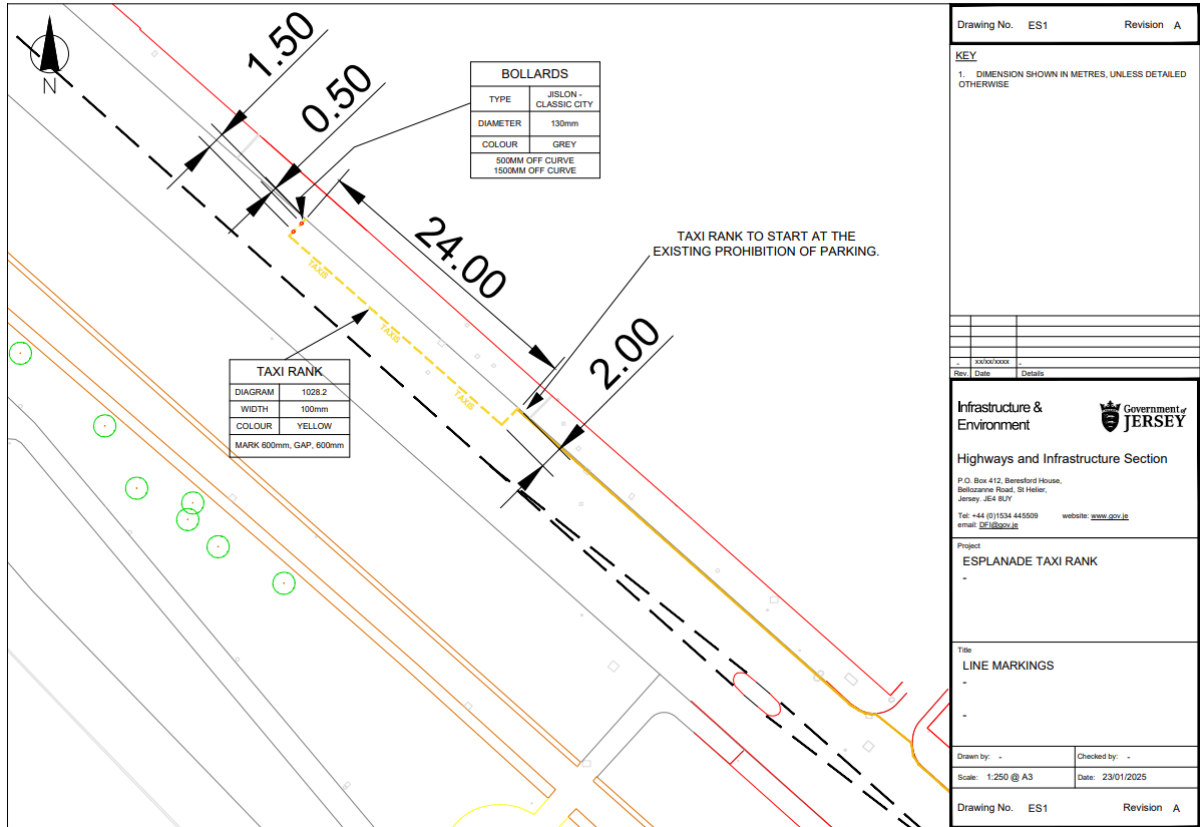 N
1.50
0.50
BOLLARDS
TYPE JISLON - CLASSIC CITY
DIAMETER 130mm
COLOUR GREY
500MM OFF CURVE
1500MM OFF CURVE
24.00
TAXI RANK TO START AT THE
EXISTING PROHIBITION OF PARKING.
2.00
TAXIS
TAXIS
TAXIS
TAXI RANK
DIAGRAM 1028.2
WIDTH 100mm
COLOUR YELLOW
MARK 600mm, GAP, 600mm
Drawing No. ES1 Revision A
KEY
1. DIMENSION SHOWN IN METRES, UNLESS DETAILED
OTHERWISE
- xx/xx/xxxx -
Rev. Date Details
Infrastructure &
Environment
Government of
JERSEY
Highways and Infrastructure Section
P.O. Box 412, Beresford House,
Bellozanne Road, St Helier,
Jersey. JE4 8UY
Tel: +44 (0)1534 445509 website: www.gov.je
email: DFI@gov.je
Project
ESPLANADE TAXI RANK
-
Title
LINE MARKINGS
-
-
Drawn by: - Checked by: -
Scale: 1:250 @ A3 Date: 23/01/2025
Drawing No. ES1 Revision A